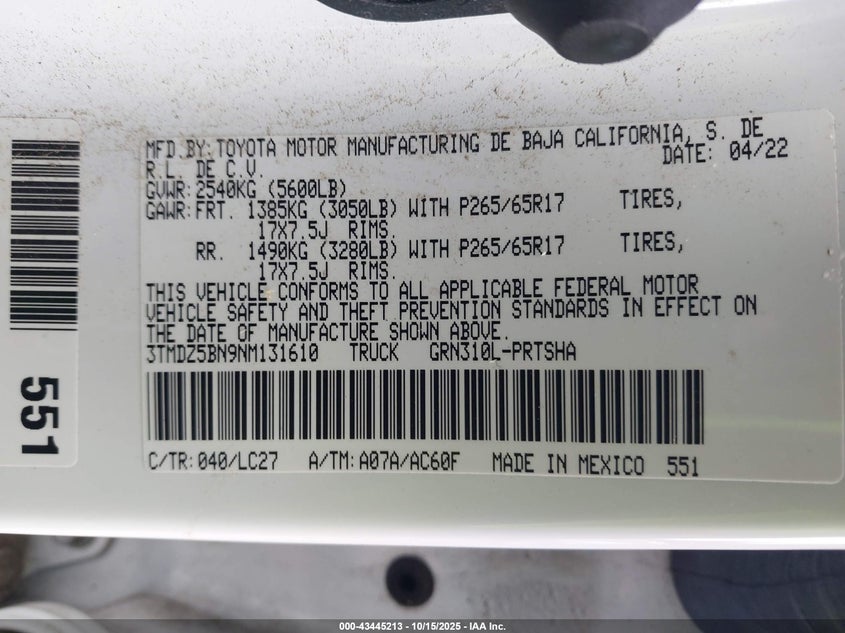 MFD.BY:TOYOTA MOTOR MANUFACTURING DE BAJA CALIFORNIA, S. DE
R.L. DE C.V. DATE: 04/22
GVWR:2540KG (5600LB)
GAWR:FRT. 1385KG (3050LB) WITH P265/65R17 TIRES,
17X7.5J RIMS.
RR. 1490KG (3280LB) WITH P265/65R17 TIRES,
17X7.5J RIMS.
THIS VEHICLE CONFORMS TO ALL APPLICABLE FEDERAL MOTOR
VEHICLE SAFETY AND THEFT PREVENTION STANDARDS IN EFFECT ON
THE DATE OF MANUFACTURE SHOWN ABOVE.
3TMDZ5BN9NM131610 TRUCK GRN310L-PRTSHA
C/TR:040/LC27 A/TM:A07A/AC60F MADE IN MEXICO 551
551
000-43445213 - 10/15/2025 - IAA Inc.